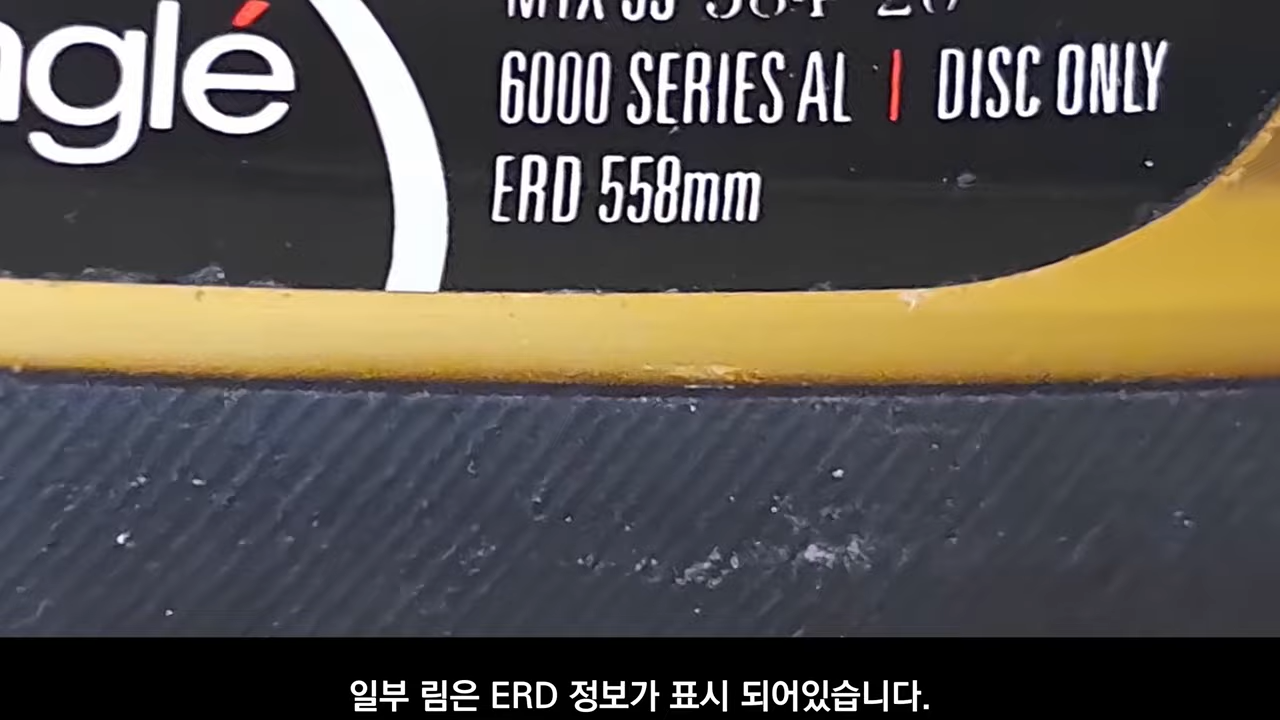 nglé
6000 SERIES AL | DISC ONLY
ERD 558mm
일부 림은 ERD 정보가 표시 되어있습니다.